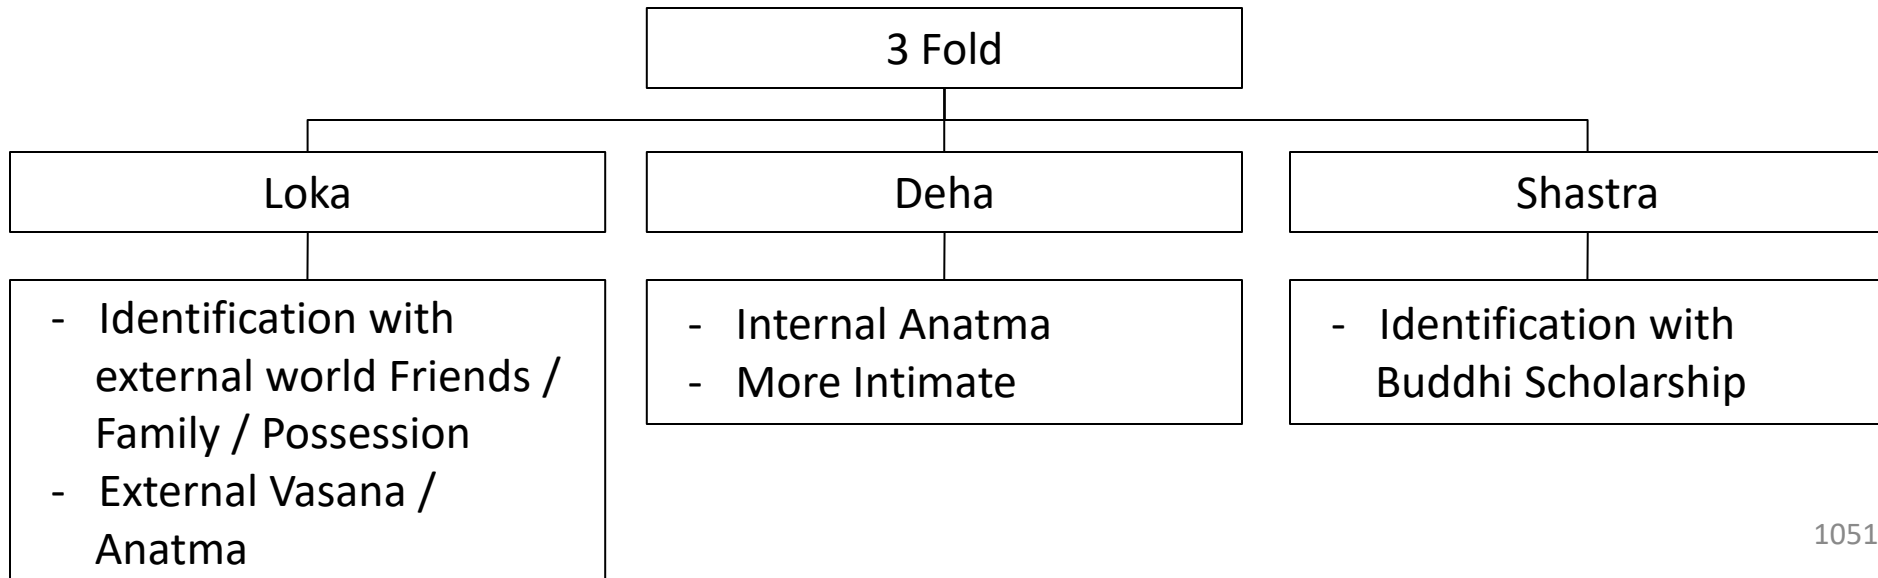 3 Fold
Loka
Deha
Shastra
- Identification with
external world Friends /
Family / Possession
- External Vasana /
Anatma
- Internal Anatma
- More Intimate
- Identification with
Buddhi Scholarship
1051